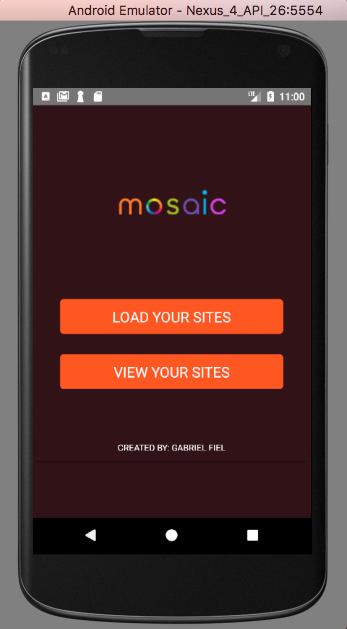 Android Emulator - Nexus_4_API_26:5554
LTE 11:00
mosaic
LOAD YOUR SITES
VIEW YOUR SITES
CREATED BY: GABRIEL FIEL